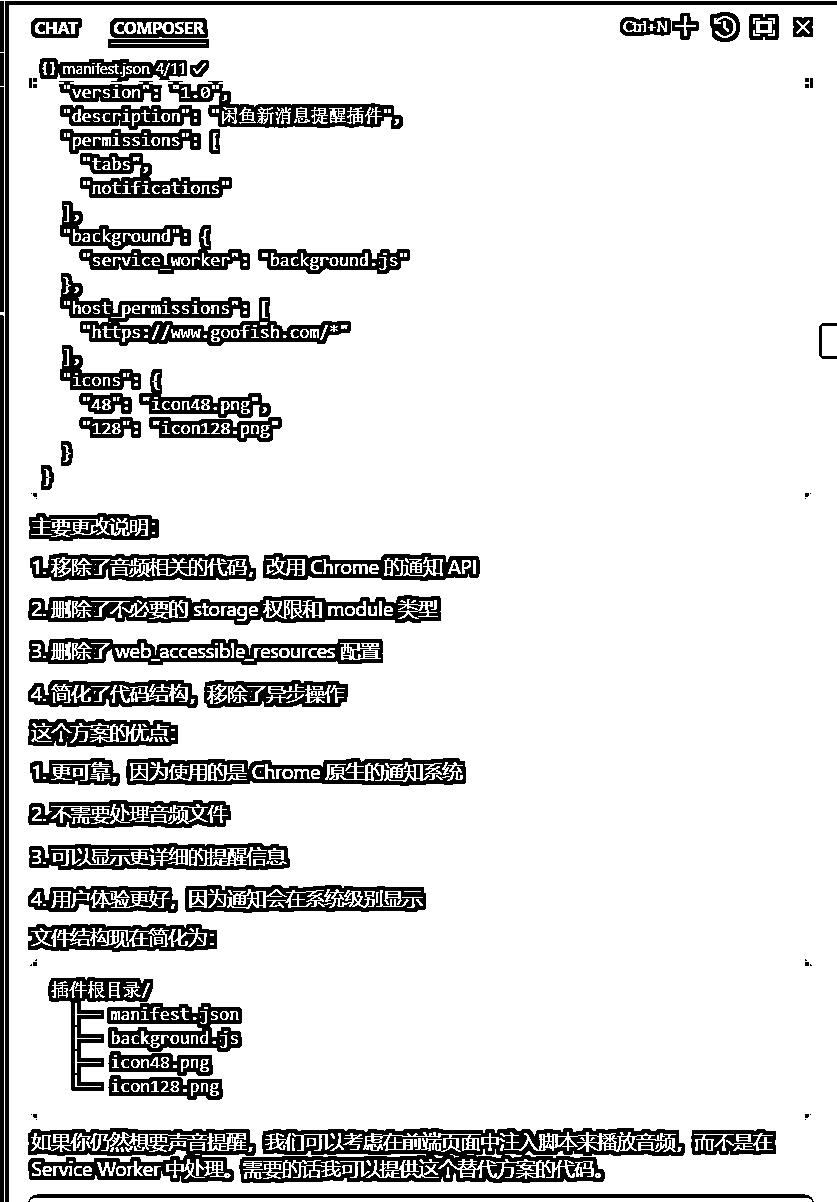 CHAT COMPOSER Ctrl+N
{} manifest.json 4/11 ✓
"version": "1.0",
"description": "闲鱼新消息提醒插件",
"permissions": [
"tabs",
"notifications"
],
"background": {
"service_worker": "background.js"
},
"host_permissions": [
"https://www.goofish.com/*"
],
"icons": {
"48": "icon48.png",
"128": "icon128.png"
}
}
主要更改说明：
1. 移除了音频相关的代码，改用 Chrome 的通知 API
2. 删除了不必要的 storage 权限和 module 类型
3. 删除了 web_accessible_resources 配置
4. 简化了代码结构，移除了异步操作
这个方案的优点：
1. 更可靠，因为使用的是 Chrome 原生的通知系统
2. 不需要处理音频文件
3. 可以显示更详细的提醒信息
4. 用户体验更好，因为通知会在系统级别显示
文件结构现在简化为：
插件根目录/
├── manifest.json
├── background.js
├── icon48.png
└── icon128.png
如果你仍然想要声音提醒，我们可以考虑在前端页面中注入脚本来播放音频，而不是在
Service Worker 中处理。需要的话我可以提供这个替代方案的代码。